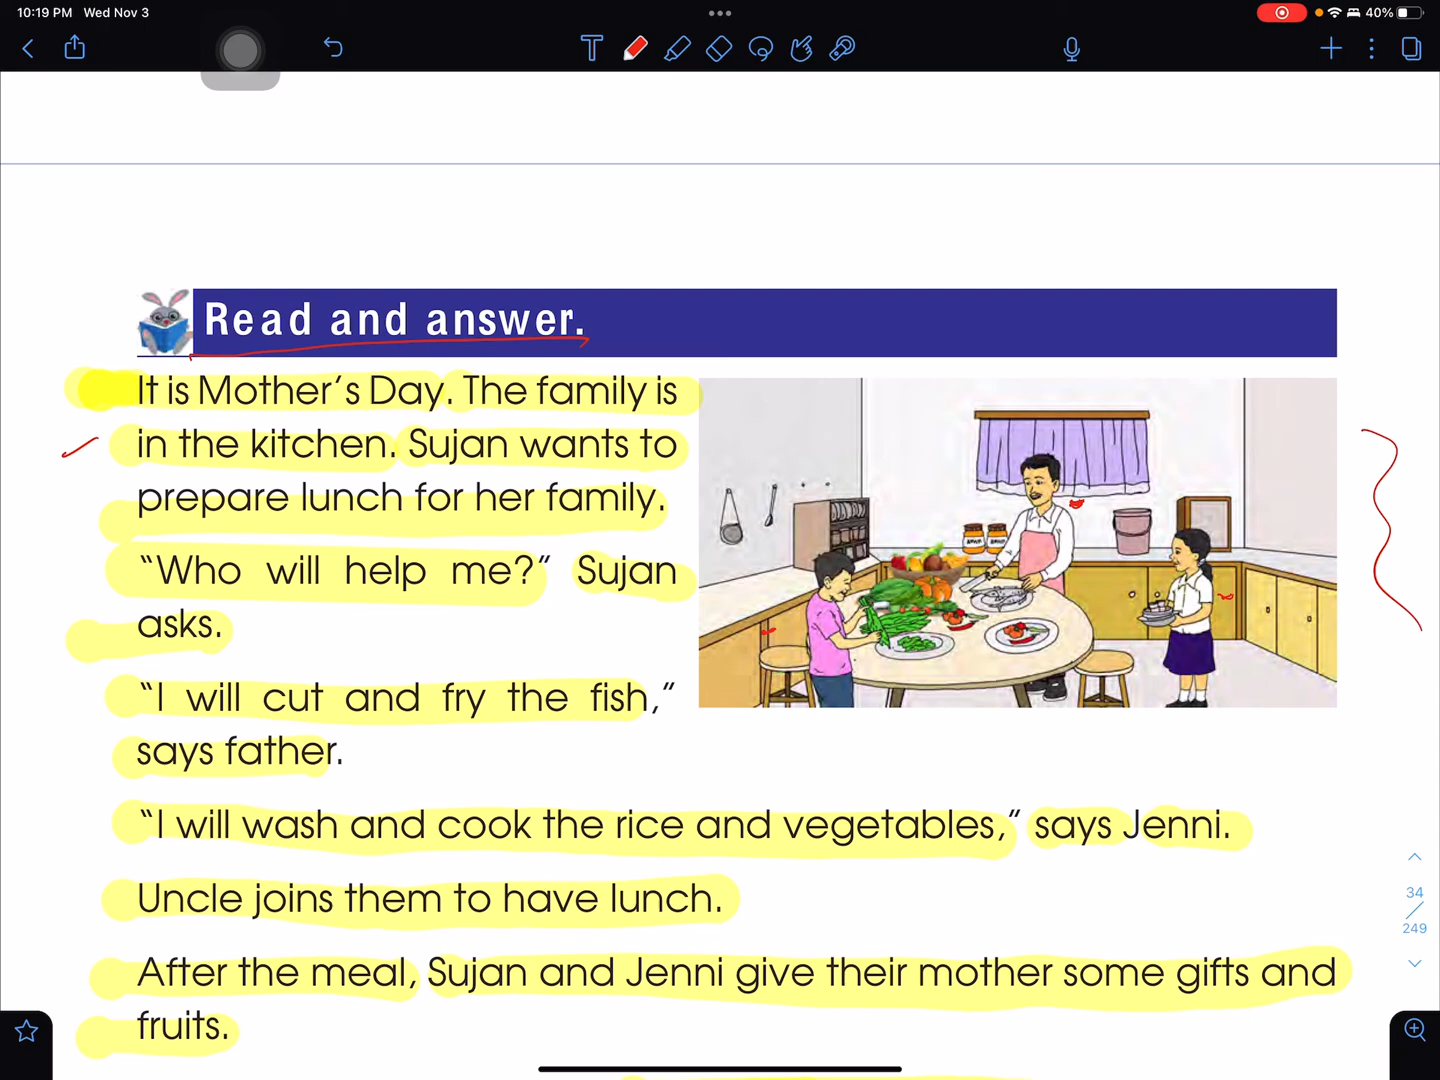 10:19 PM Wed Nov 3
40%
Read and answer.
It is Mother's Day. The family is
in the kitchen. Sujan wants to
prepare lunch for her family.
“Who will help me?” Sujan
asks.
“I will cut and fry the fish,”
says father.
“I will wash and cook the rice and vegetables,” says Jenni.
Uncle joins them to have lunch.
After the meal, Sujan and Jenni give their mother some gifts and
fruits.
34
249